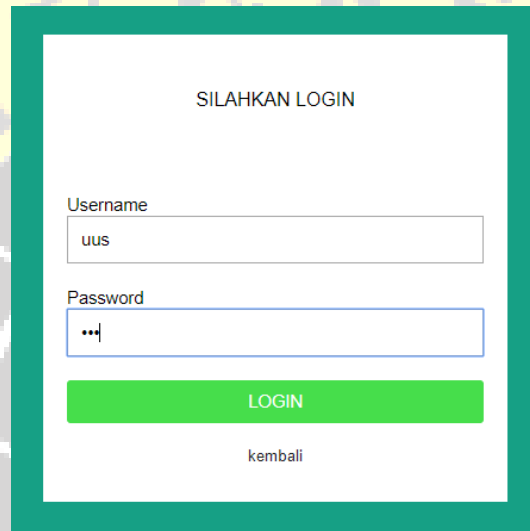 SILAHKAN LOGIN
Username
uus
Password
•••
LOGIN
kembali